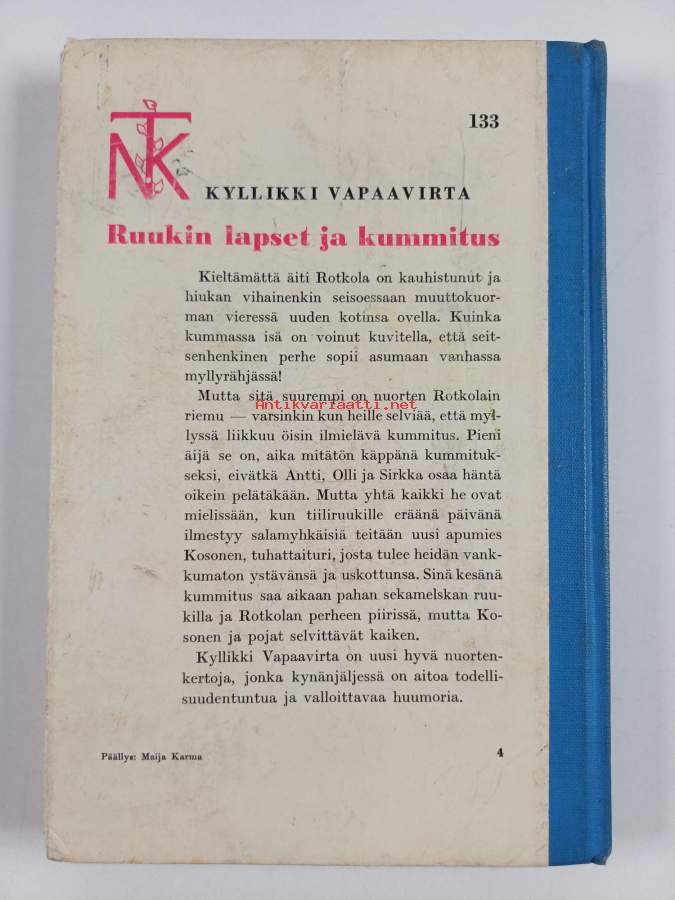 NTK
133
KYLLIKKI VAPAAVIRTA
Ruukin lapset ja kummitus
Kieltämättä äiti Rotkola on kauhistunut ja
hiukan vihainenkin seisoessaan muuttokuor-
man vieressä uuden kotinsa ovella. Kuinka
kummassa isä on voinut kuvitella, että seit-
senhenkinen perhe sopii asumaan vanhassa
myllyrähjässä!
Mutta sitä suurempi on nuorten Rotkolain
Antikvariaatti.net
riemu — varsinkin kun heille selviää, että myl-
lyssä liikkuu öisin ilmielävä kummitus. Pieni
äijä se on, aika mitätön käppänä kummituk-
seksi, eivätkä Antti, Olli ja Sirkka osaa häntä
oikein pelätäkään. Mutta yhtä kaikki he ovat
mielissään, kun tiiliruukille eräänä päivänä
ilmestyy salamyhkäisiä teitään uusi apumies
Kosonen, tuhattaituri, josta tulee heidän vank-
kumaton ystävänsä ja uskottunsa. Sinä kesänä
kummitus saa aikaan pahan sekamelskan ruu-
killa ja Rotkolan perheen piirissä, mutta Ko-
sonen ja pojat selvittävät kaiken.
Kyllikki Vapaavirta on uusi hyvä nuorten-
kertoja, jonka kynänjäljessä on aitoa todelli-
suudentuntua ja valloittavaa huumoria.
Päällys: Maija Karma
4